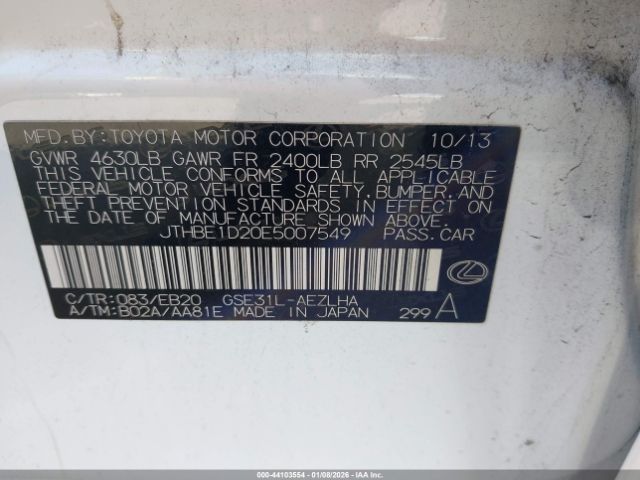 MFD.BY:TOYOTA MOTOR CORPORATION 10/13
GVWR 4630LB GAWR FR 2400LB RR 2545LB
THIS VEHICLE CONFORMS TO ALL APPLICABLE
FEDERAL MOTOR VEHICLE SAFETY,BUMPER,AND
THEFT PREVENTION STANDARDS IN EFFECT ON
THE DATE OF MANUFACTURE SHOWN ABOVE.
JTHBE1D20E5007549 PASS.CAR
C/TR:083/EB20 GSE31L-AEZLHA
A/TM:B02A/AA81E MADE IN JAPAN 299 A
000-44103554 | 01/08/2026 - IAA Inc.